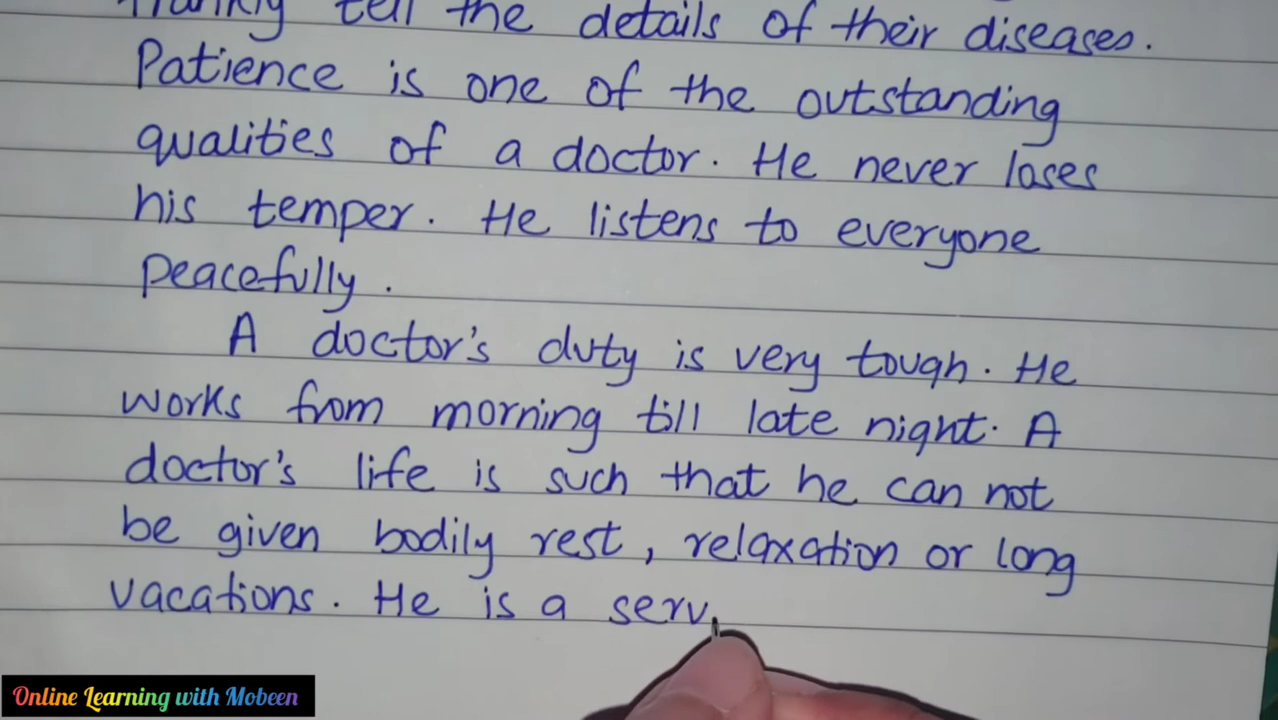 frankly tell the details of their diseases.
Patience is one of the outstanding
qualities of a doctor. He never loses
his temper. He listens to everyone
peacefully.
A doctor's duty is very tough. He
works from morning till late night. A
doctor's life is such that he can not
be given bodily rest, relaxation or long
vacations. He is a serv
Online Learning with Mobeen